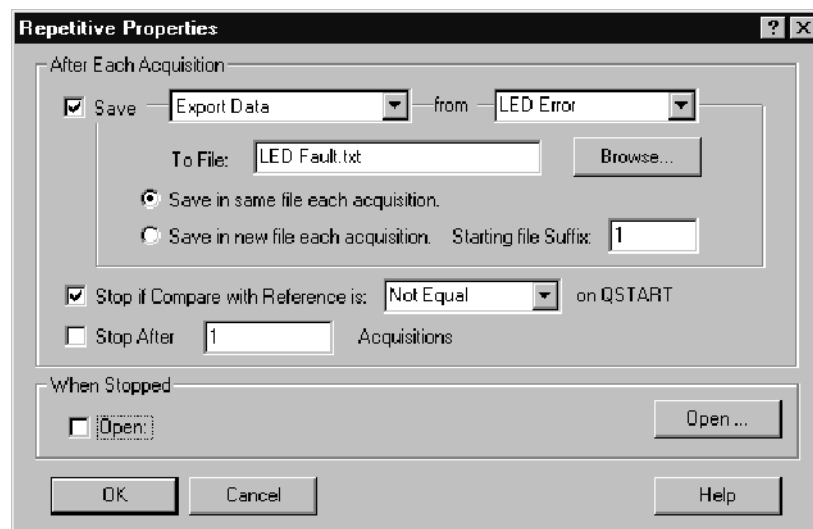 Repetitive Properties
After Each Acquisition
Save Export Data from LED Error
To File: LED Fault.txt Browse...
Save in same file each acquisition.
Save in new file each acquisition. Starting file Suffix: 1
Stop if Compare with Reference is: Not Equal on QSTART
Stop After 1 Acquisitions
When Stopped
Open: Open ...
OK Cancel Help